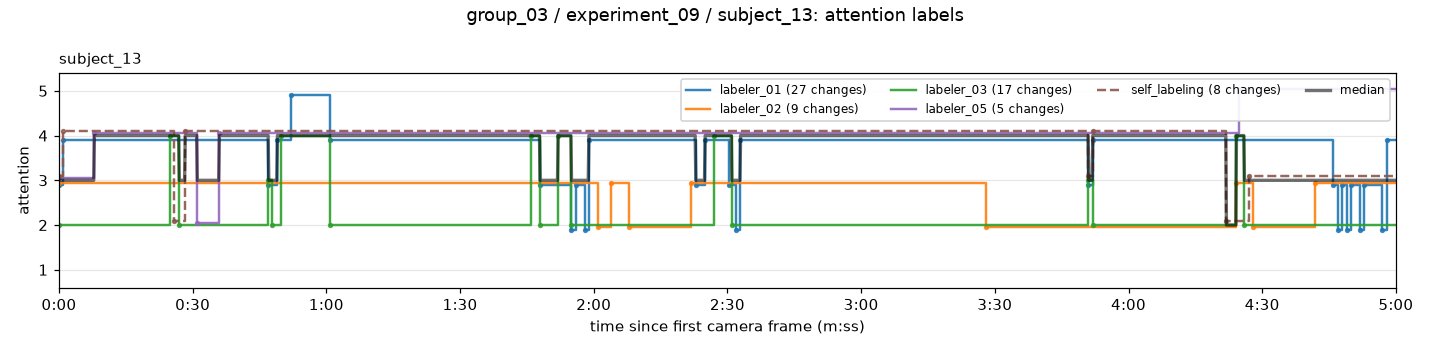 group_03 / experiment_09 / subject_13: attention labels
subject_13
labeler_01 (27 changes)
labeler_02 (9 changes)
labeler_03 (17 changes)
labeler_05 (5 changes)
self_labeling (8 changes)
median
attention
5
4
3
2
1
0:00 0:30 1:00 1:30 2:00 2:30 3:00 3:30 4:00 4:30 5:00
time since first camera frame (m:ss)